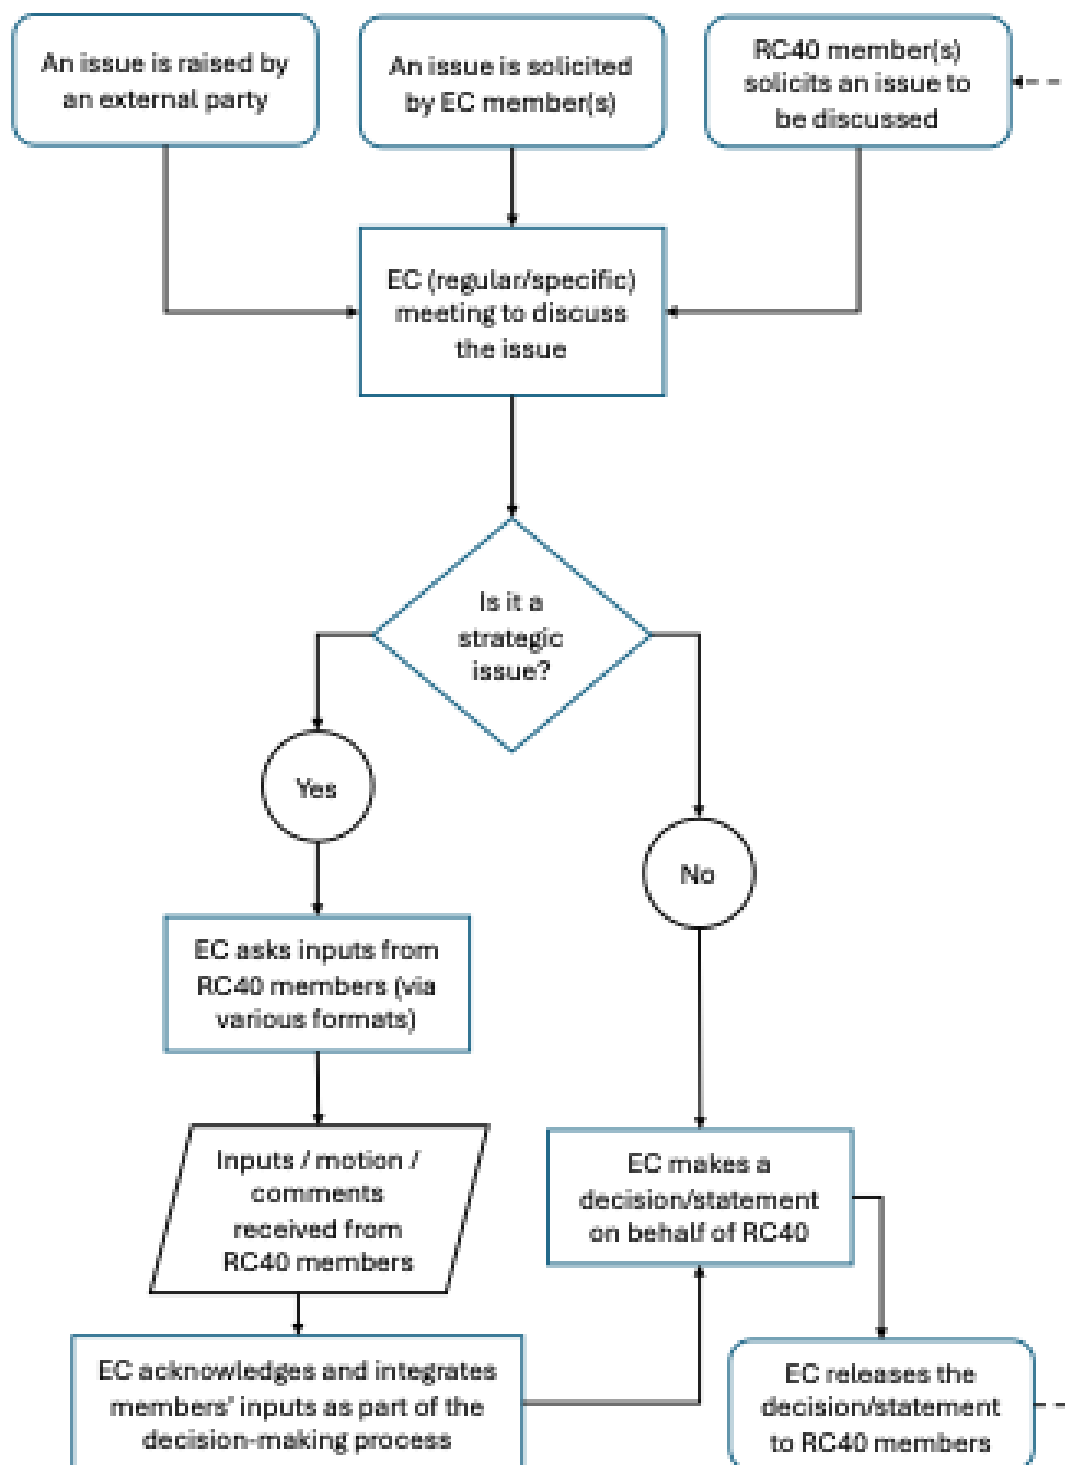 An issue is raised by
an external party
An issue is solicited
by EC member(s)
RC40 member(s)
solicits an issue to
be discussed
EC (regular/specific)
meeting to discuss
the issue
Is it a
strategic
issue?
Yes
No
EC asks inputs from
RC40 members (via
various formats)
Inputs / motion /
comments
received from
RC40 members
EC makes a
decision/statement
on behalf of RC40
EC acknowledges and integrates
members' inputs as part of the
decision-making process
EC releases the
decision/statement
to RC40 members